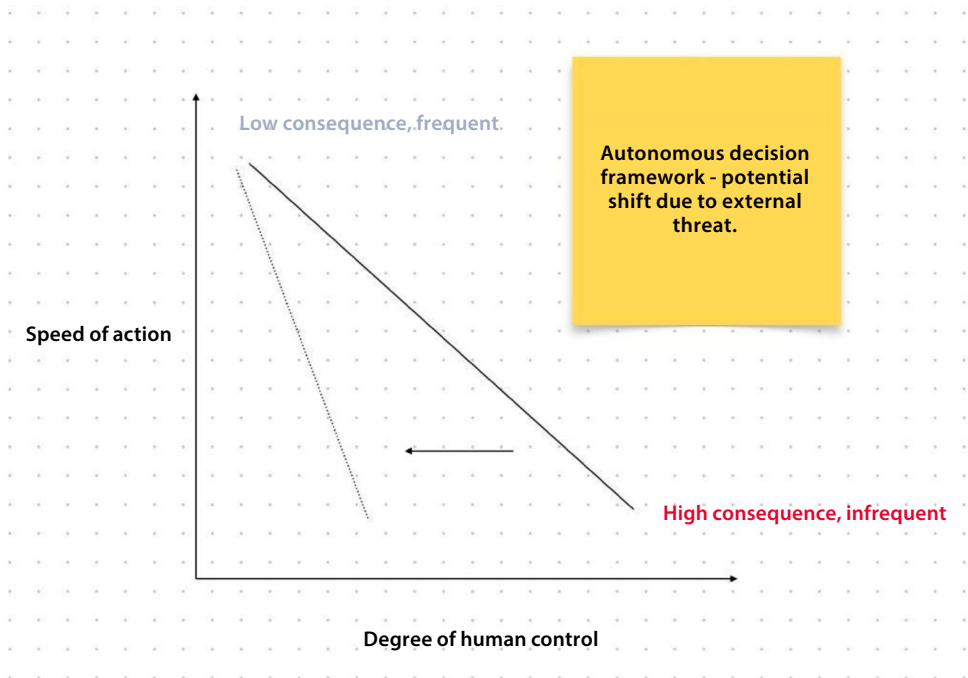 Low consequence, frequent
Autonomous decision
framework - potential
shift due to external
threat.
Speed of action
High consequence, infrequent
Degree of human control